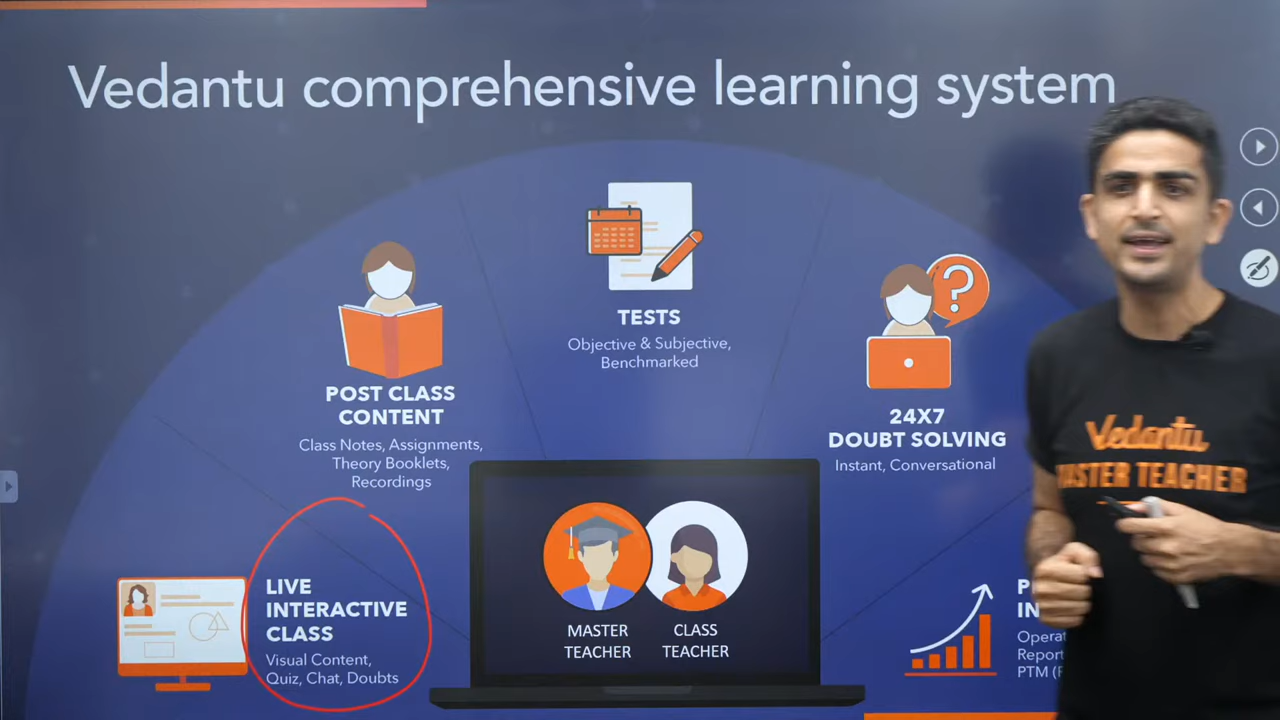 Vedantu comprehensive learning system
TESTS
Objective & Subjective,
Benchmarked
POST CLASS
CONTENT
Class Notes, Assignments,
Theory Booklets,
Recordings
24X7
DOUBT SOLVING
Instant, Conversational
Vedantu
MASTER TEACHER
LIVE
INTERACTIVE
CLASS
Visual Content,
Quiz, Chat, Doubts
MASTER
TEACHER
CLASS
TEACHER
PTM